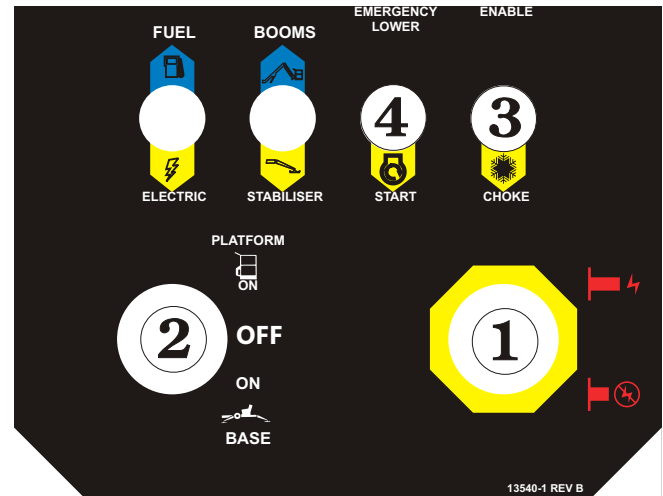 EMERGENCY
LOWER
ENABLE
FUEL
BOOMS
4
3
ELECTRIC
STABILISER
START
CHOKE
PLATFORM
ON
2
OFF
1
ON
BASE
13540-1 REV B